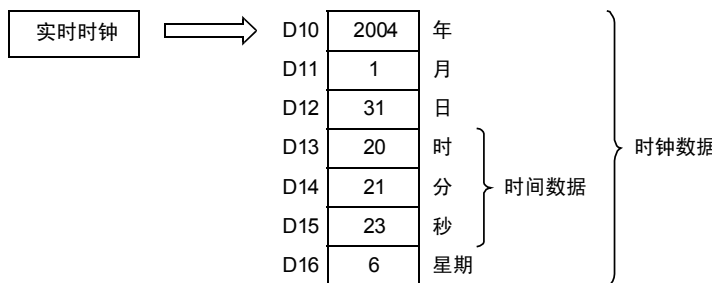 实时时钟 D10 2004 年
D11 1 月
D12 31 日
D13 20 时 时钟数据
D14 21 分 时间数据
D15 23 秒
D16 6 星期